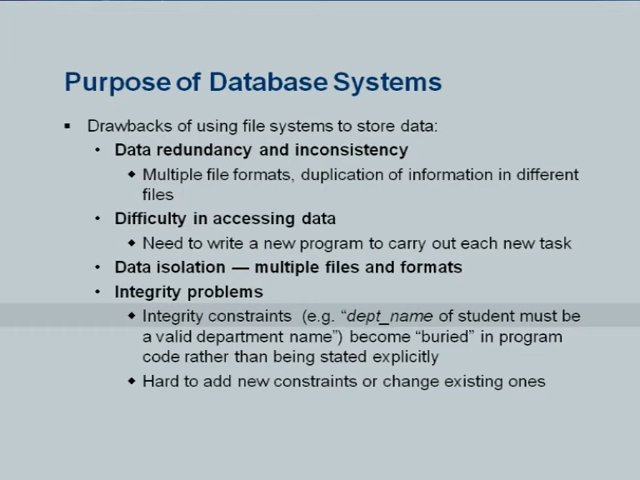 Purpose of Database Systems
▪ Drawbacks of using file systems to store data:
• Data redundancy and inconsistency
◆ Multiple file formats, duplication of information in different
files
• Difficulty in accessing data
◆ Need to write a new program to carry out each new task
• Data isolation — multiple files and formats
• Integrity problems
◆ Integrity constraints (e.g. “dept_name of student must be
a valid department name”) become “buried” in program
code rather than being stated explicitly
◆ Hard to add new constraints or change existing ones